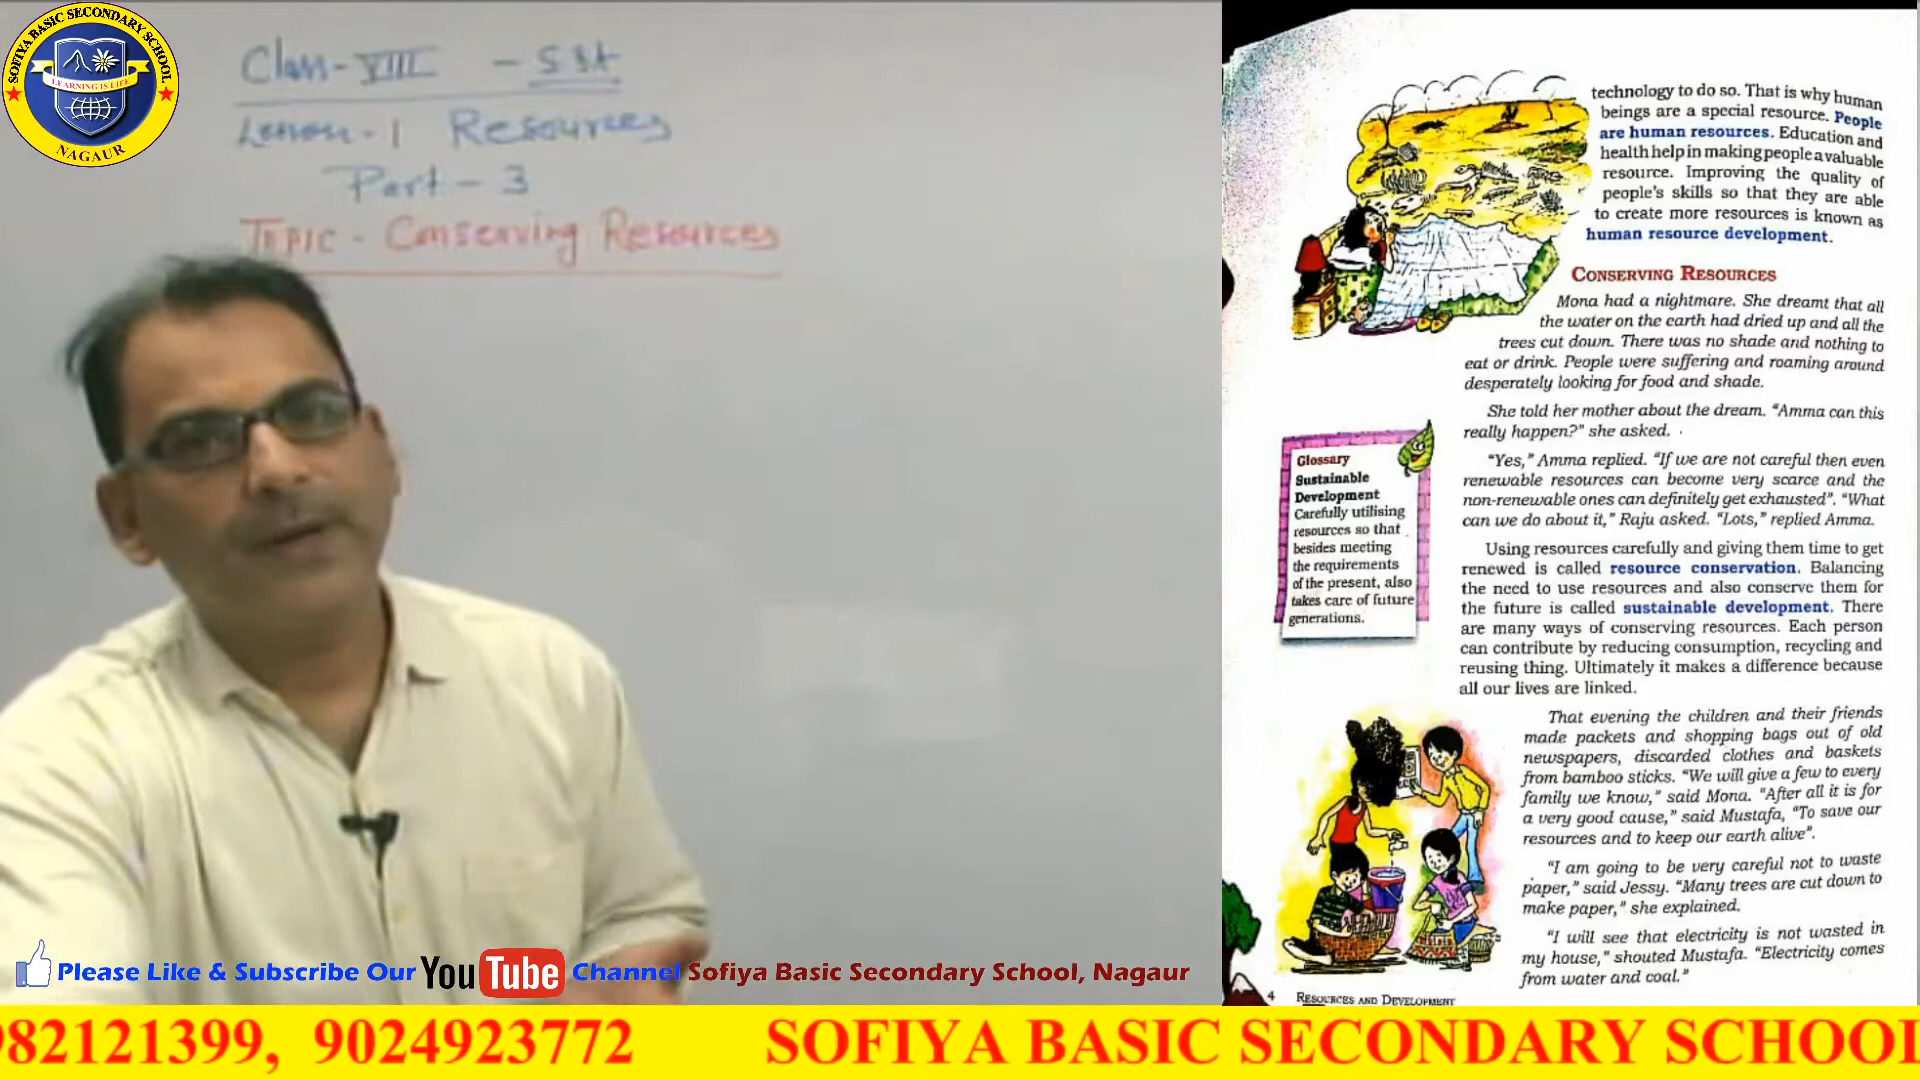 SOFIYA BASIC SECONDARY SCHOOL
LEARNING IS LIFE
NAGAUR
Class-VIII - SSt
Lesson-1 Resources
Part-3
TOPIC - Conserving Resources
technology to do so. That is why human
beings are a special resource. People
are human resources. Education and
health help in making people a valuable
resource. Improving the quality of
people's skills so that they are able
to create more resources is known as
human resource development.
CONSERVING RESOURCES
Mona had a nightmare. She dreamt that all
the water on the earth had dried up and all the
trees cut down. There was no shade and nothing to
eat or drink. People were suffering and roaming around
desperately looking for food and shade.
She told her mother about the dream. “Amma can this
really happen?” she asked.
“Yes,” Amma replied. “If we are not careful then even
renewable resources can become very scarce and the
non-renewable ones can definitely get exhausted”. “What
can we do about it,” Raju asked. “Lots,” replied Amma.
Using resources carefully and giving them time to get
renewed is called resource conservation. Balancing
the need to use resources and also conserve them for
the future is called sustainable development. There
are many ways of conserving resources. Each person
can contribute by reducing consumption, recycling and
reusing thing. Ultimately it makes a difference because
all our lives are linked.
Glossary
Sustainable
Development
Carefully utilising
resources so that
besides meeting
the requirements
of the present, also
takes care of future
generations.
That evening the children and their friends
made packets and shopping bags out of old
newspapers, discarded clothes and baskets
from bamboo sticks. “We will give a few to every
family we know,” said Mona. “After all it is for
a very good cause,” said Mustafa, “To save our
resources and to keep our earth alive”.
“I am going to be very careful not to waste
paper,” said Jessy. “Many trees are cut down to
make paper,” she explained.
“I will see that electricity is not wasted in
my house,” shouted Mustafa. “Electricity comes
from water and coal.”
4 RESOURCES AND DEVELOPMENT
Please Like & Subscribe Our YouTube Channel Sofiya Basic Secondary School, Nagaur
982121399, 9024923772 SOFIYA BASIC SECONDARY SCHOOL